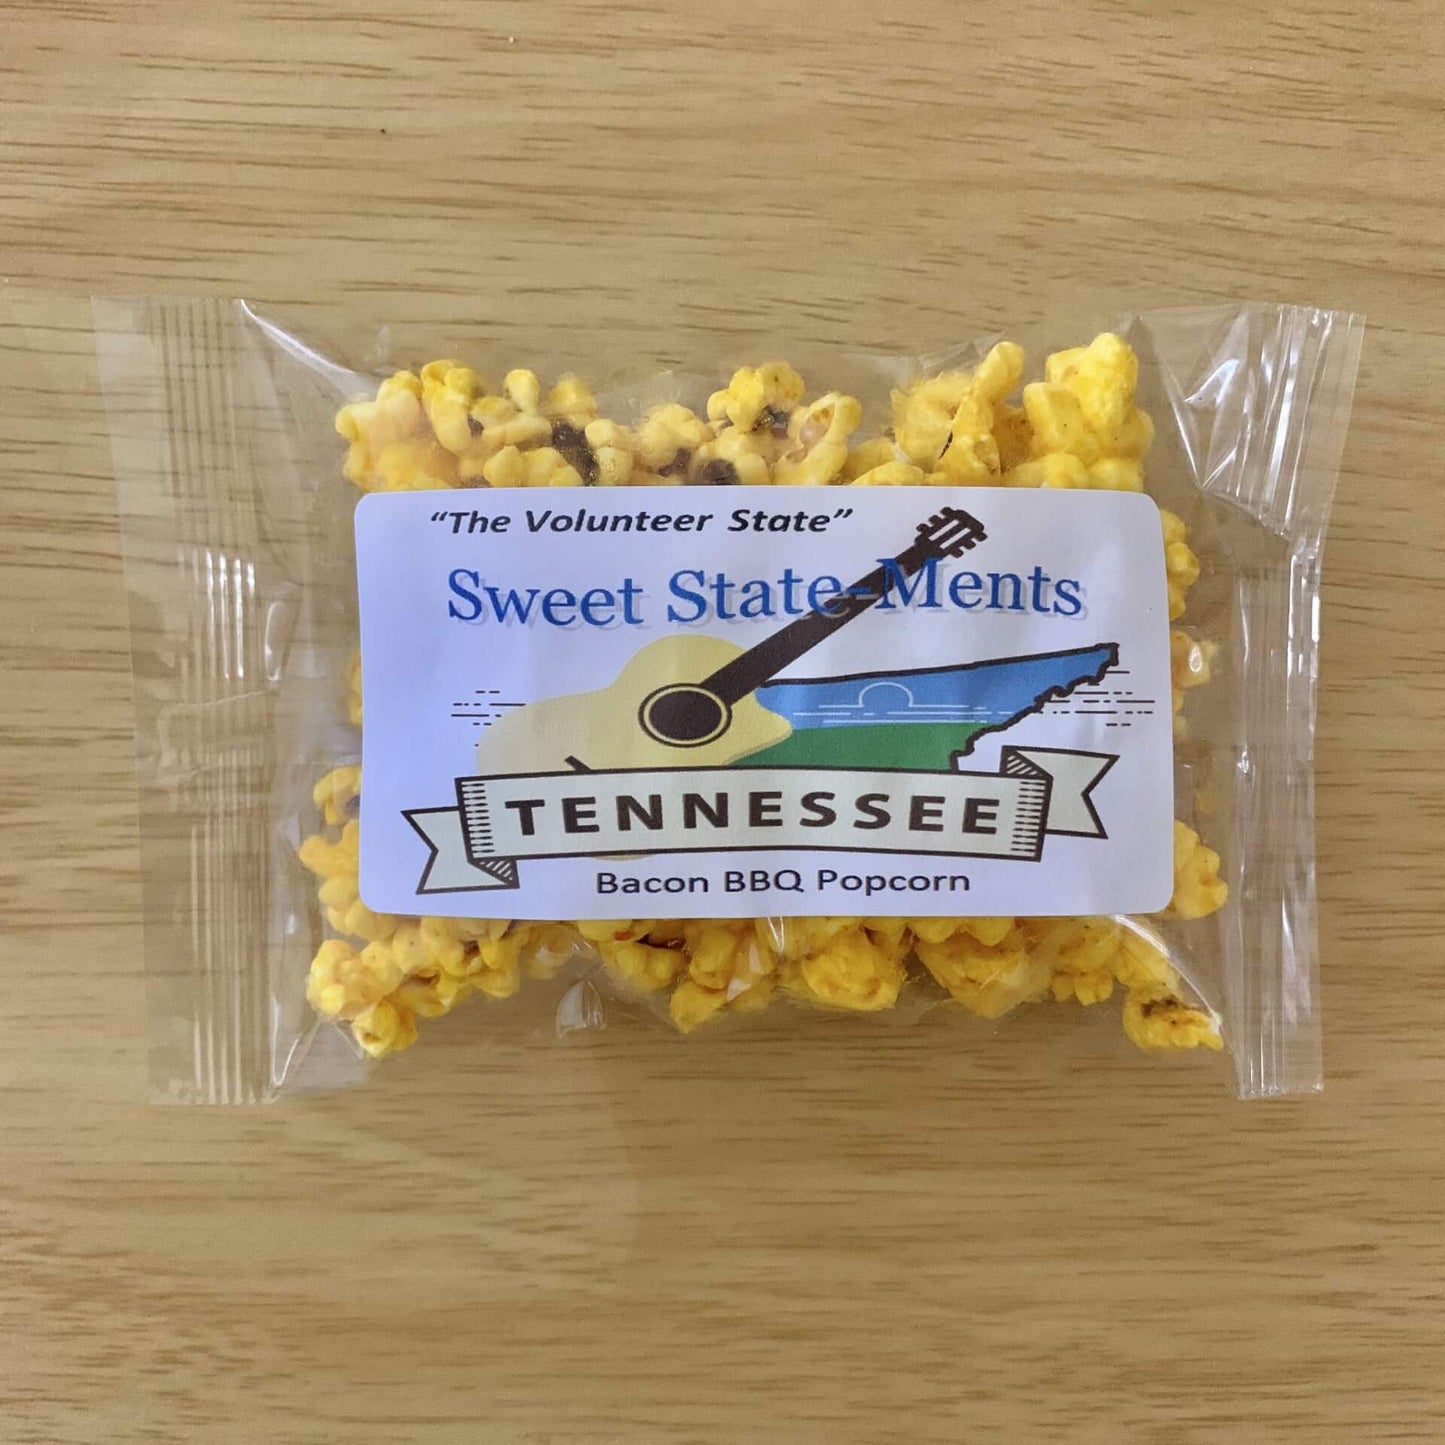 “The Volunteer State”
Sweet State-Ments
TENNESSEE
Bacon BBQ Popcorn